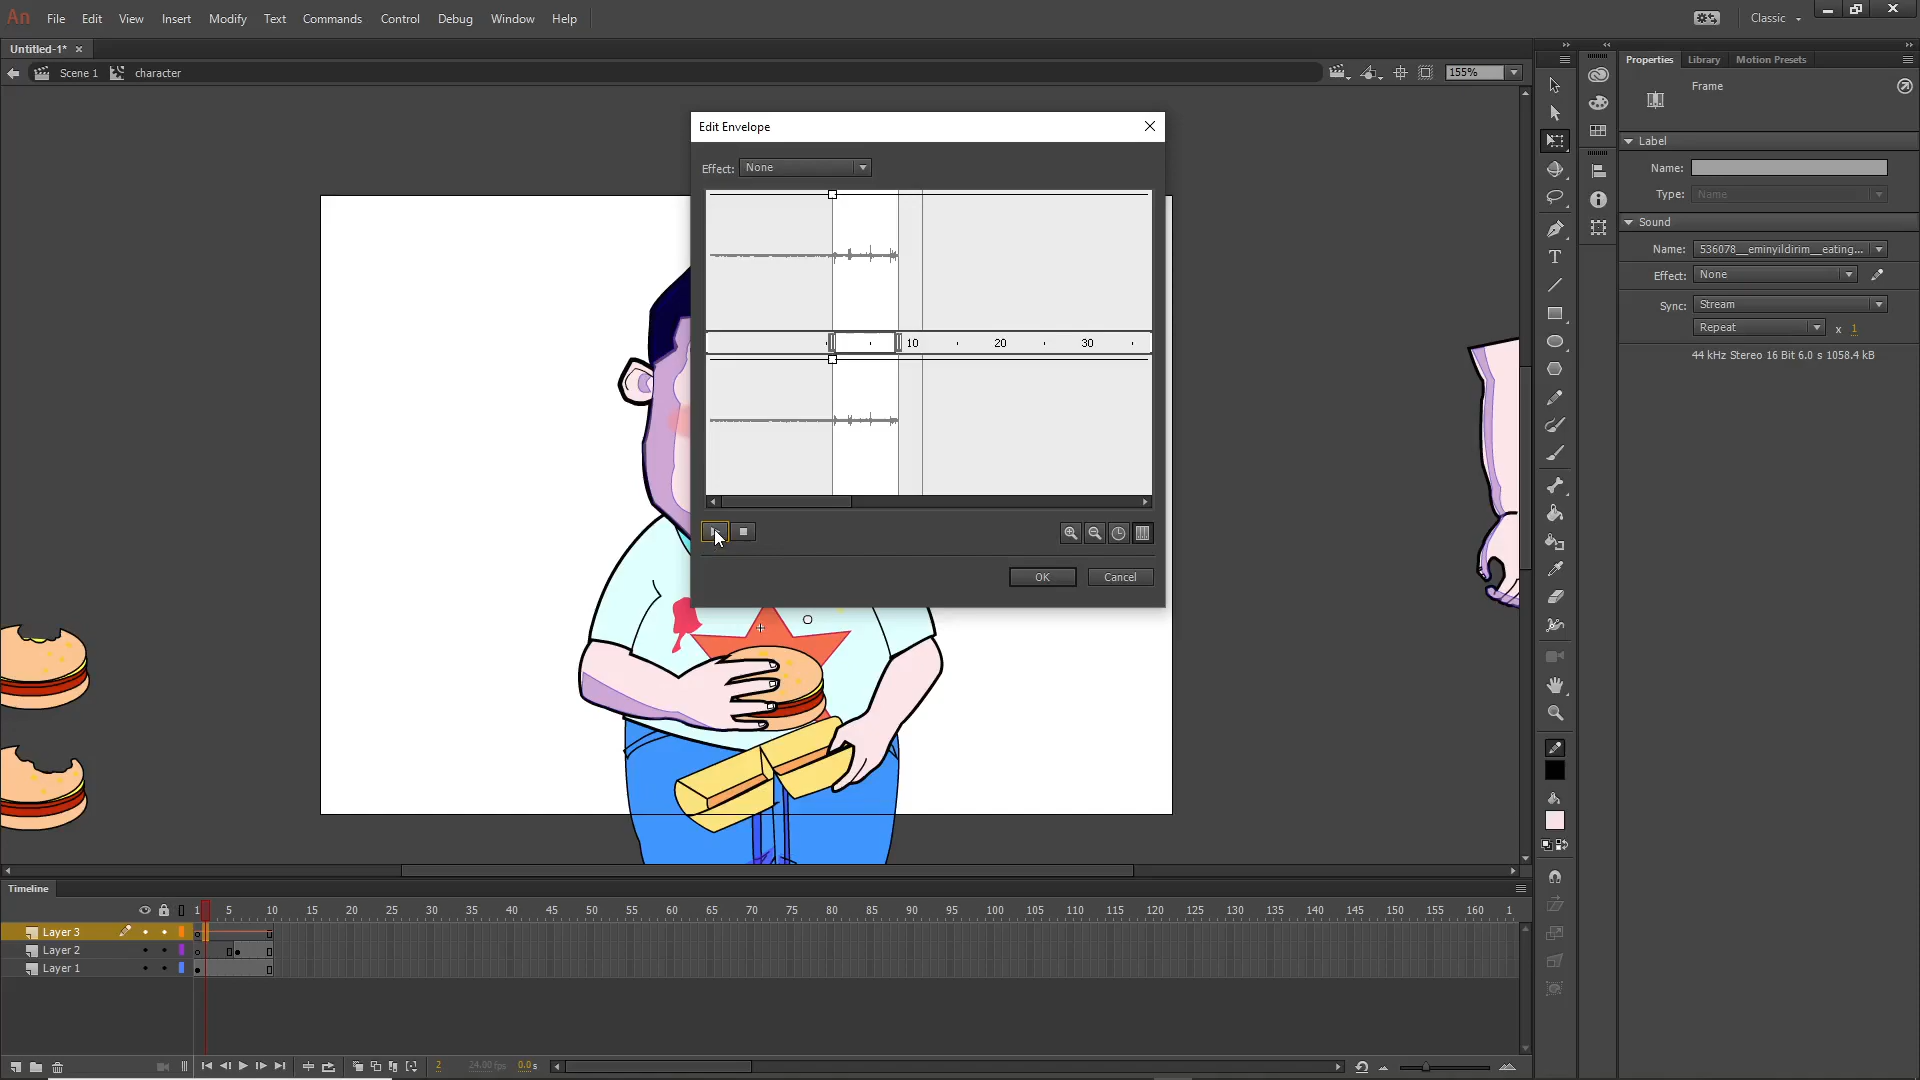 An File Edit View Insert Modify Text Commands Control Debug Window Help Classic
Untitled-1* ×
Scene 1 character 155%
Properties Library Motion Presets
Frame
Label
Name:
Type: Name
Sound
Name: 536078__eminyildirim__eating...
Effect: None
Sync: Stream
Repeat x 1
44 kHz Stereo 16 Bit 6.0 s 1058.4 kB
Edit Envelope
Effect: None
10 20 30
OK Cancel
Timeline
1 5 10 15 20 25 30 35 40 45 50 55 60 65 70 75 80 85 90 95 100 105 110 115 120 125 130 135 140 145 150 155 160 1
Layer 3
Layer 2
Layer 1
2 24.00 fps 0.0 s